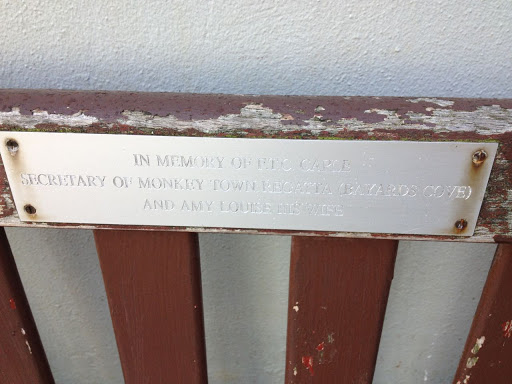 IN MEMORY OF
SECRETARY OF MONKEY TOWN REGATTA (BAYARDS COVE)
AND AMY LOUISE HIS WIFE